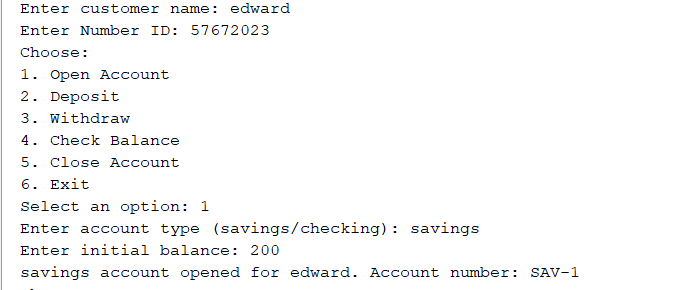 Enter customer name: edward
Enter Number ID: 57672023
Choose:
1. Open Account
2. Deposit
3. Withdraw
4. Check Balance
5. Close Account
6. Exit
Select an option: 1
Enter account type (savings/checking): savings
Enter initial balance: 200
savings account opened for edward. Account number: SAV-1